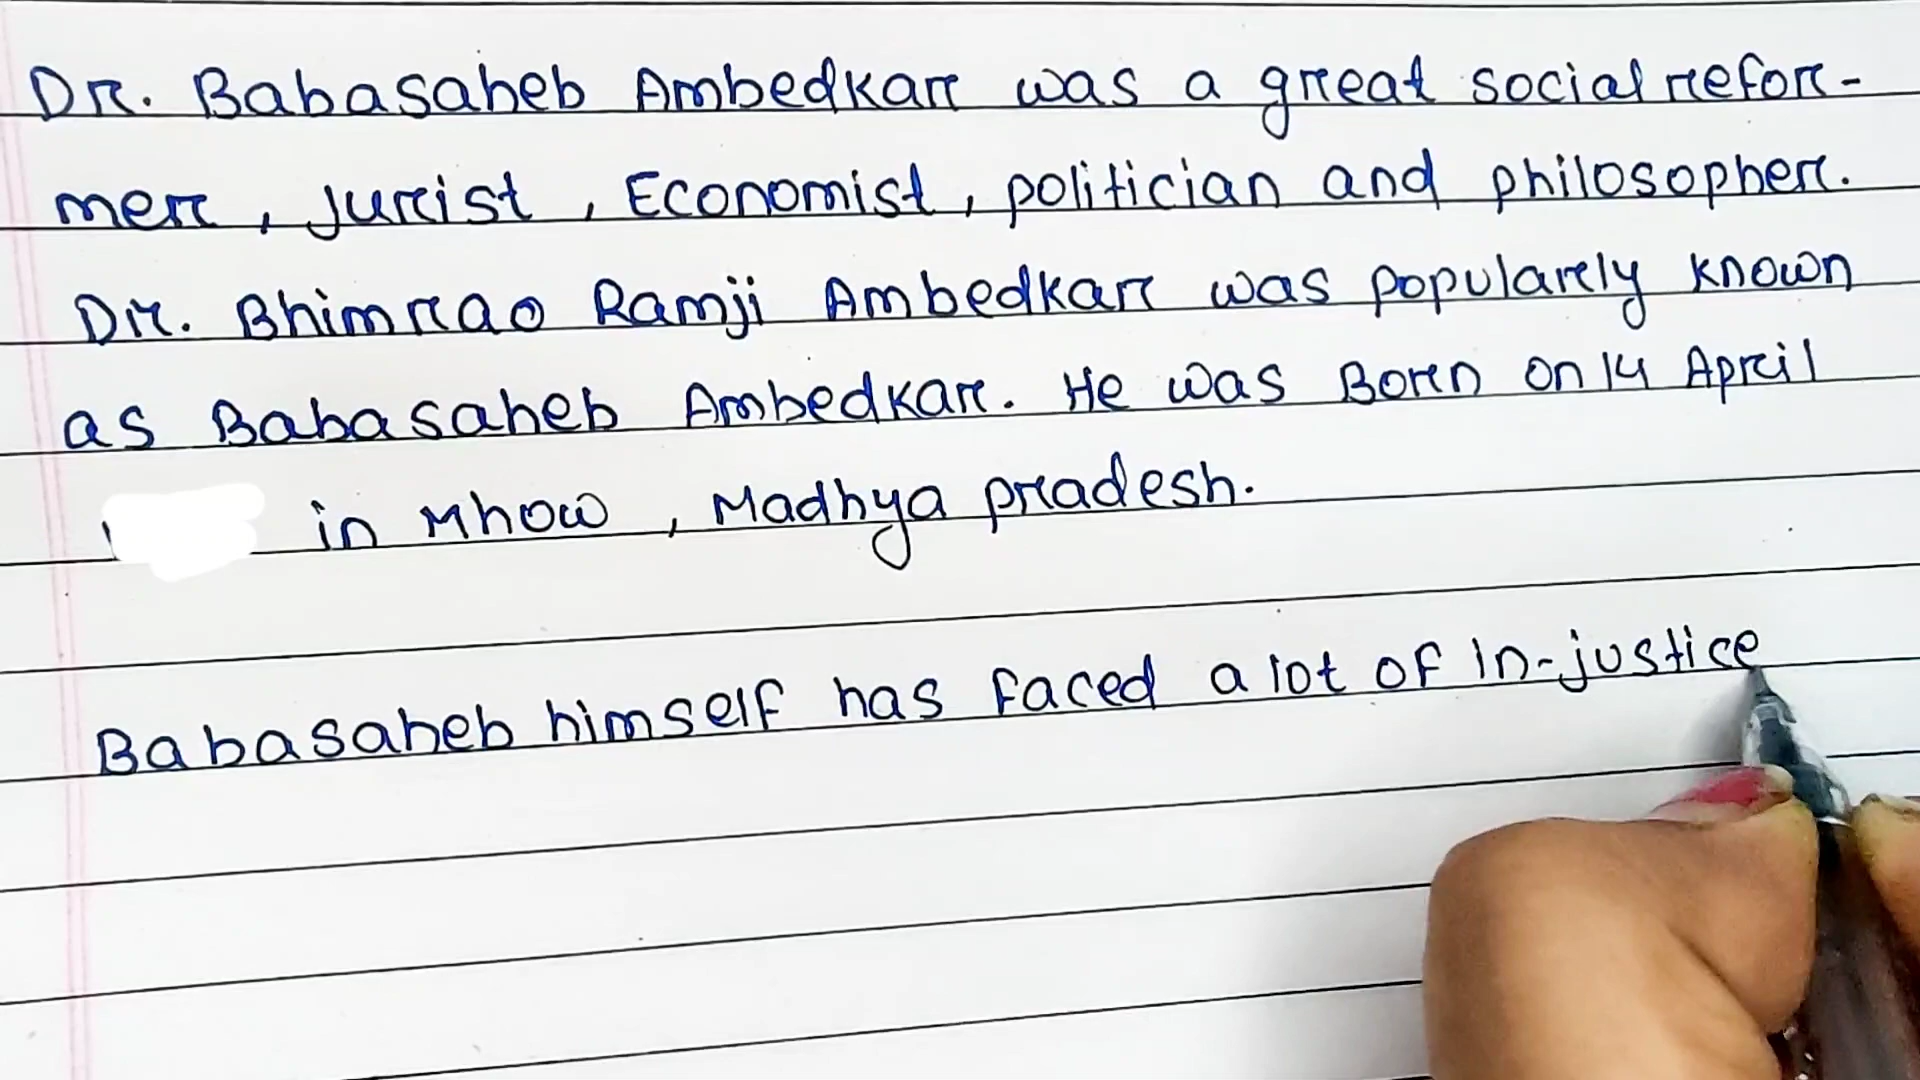 Dr. Babasaheb Ambedkar was a great social refor-
mer, jurist, Economist, politician and philosopher.
Dr. Bhimrao Ramji Ambedkar was popularly known
as Babasaheb Ambedkar. He was Born on 14 April
in Mhow, Madhya pradesh.
Babasaheb himself has faced a lot of In-justice